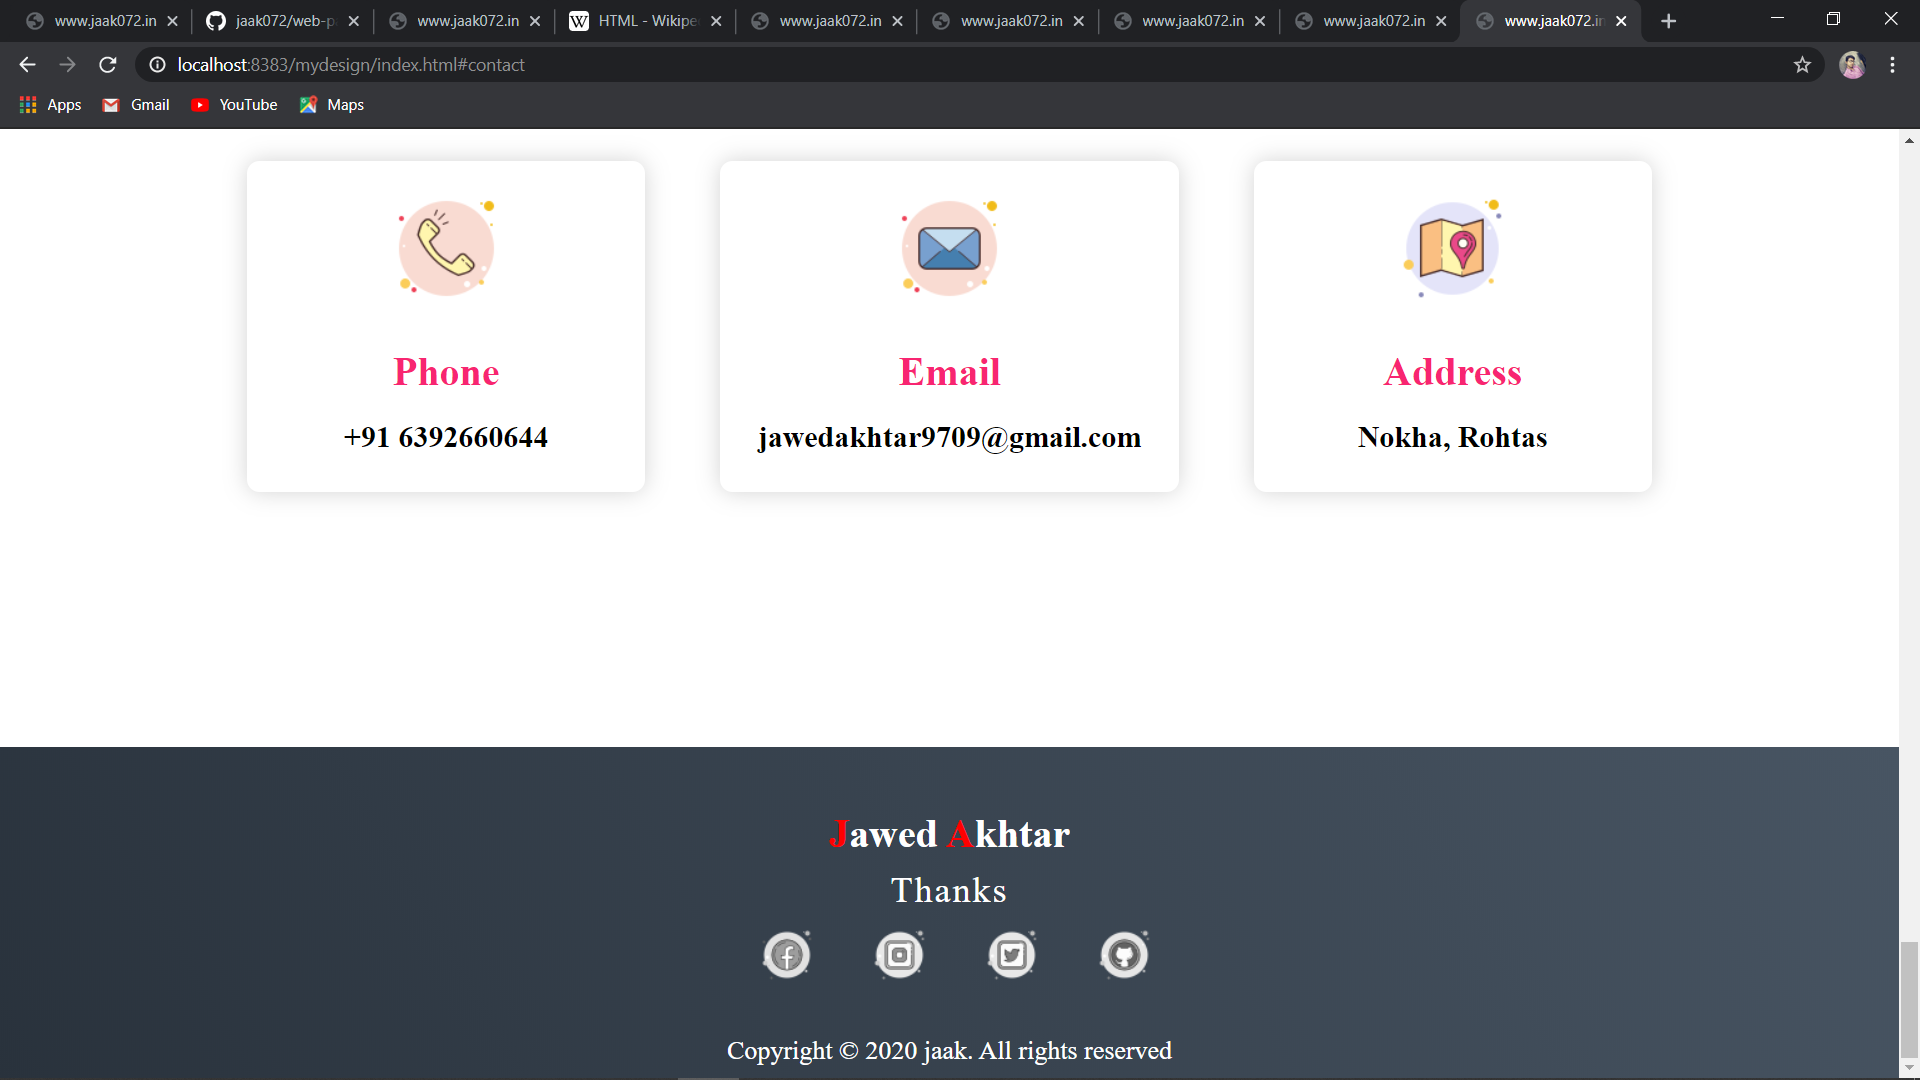 www.jaak072.in
jaak072/web-p
www.jaak072.in
HTML - Wikipe
www.jaak072.in
www.jaak072.in
www.jaak072.in
www.jaak072.in
www.jaak072.in
localhost:8383/mydesign/index.html#contact
Apps Gmail YouTube Maps
Phone
+91 6392660644
Email
jawedakhtar9709@gmail.com
Address
Nokha, Rohtas
Jawed Akhtar
Thanks
Copyright © 2020 jaak. All rights reserved